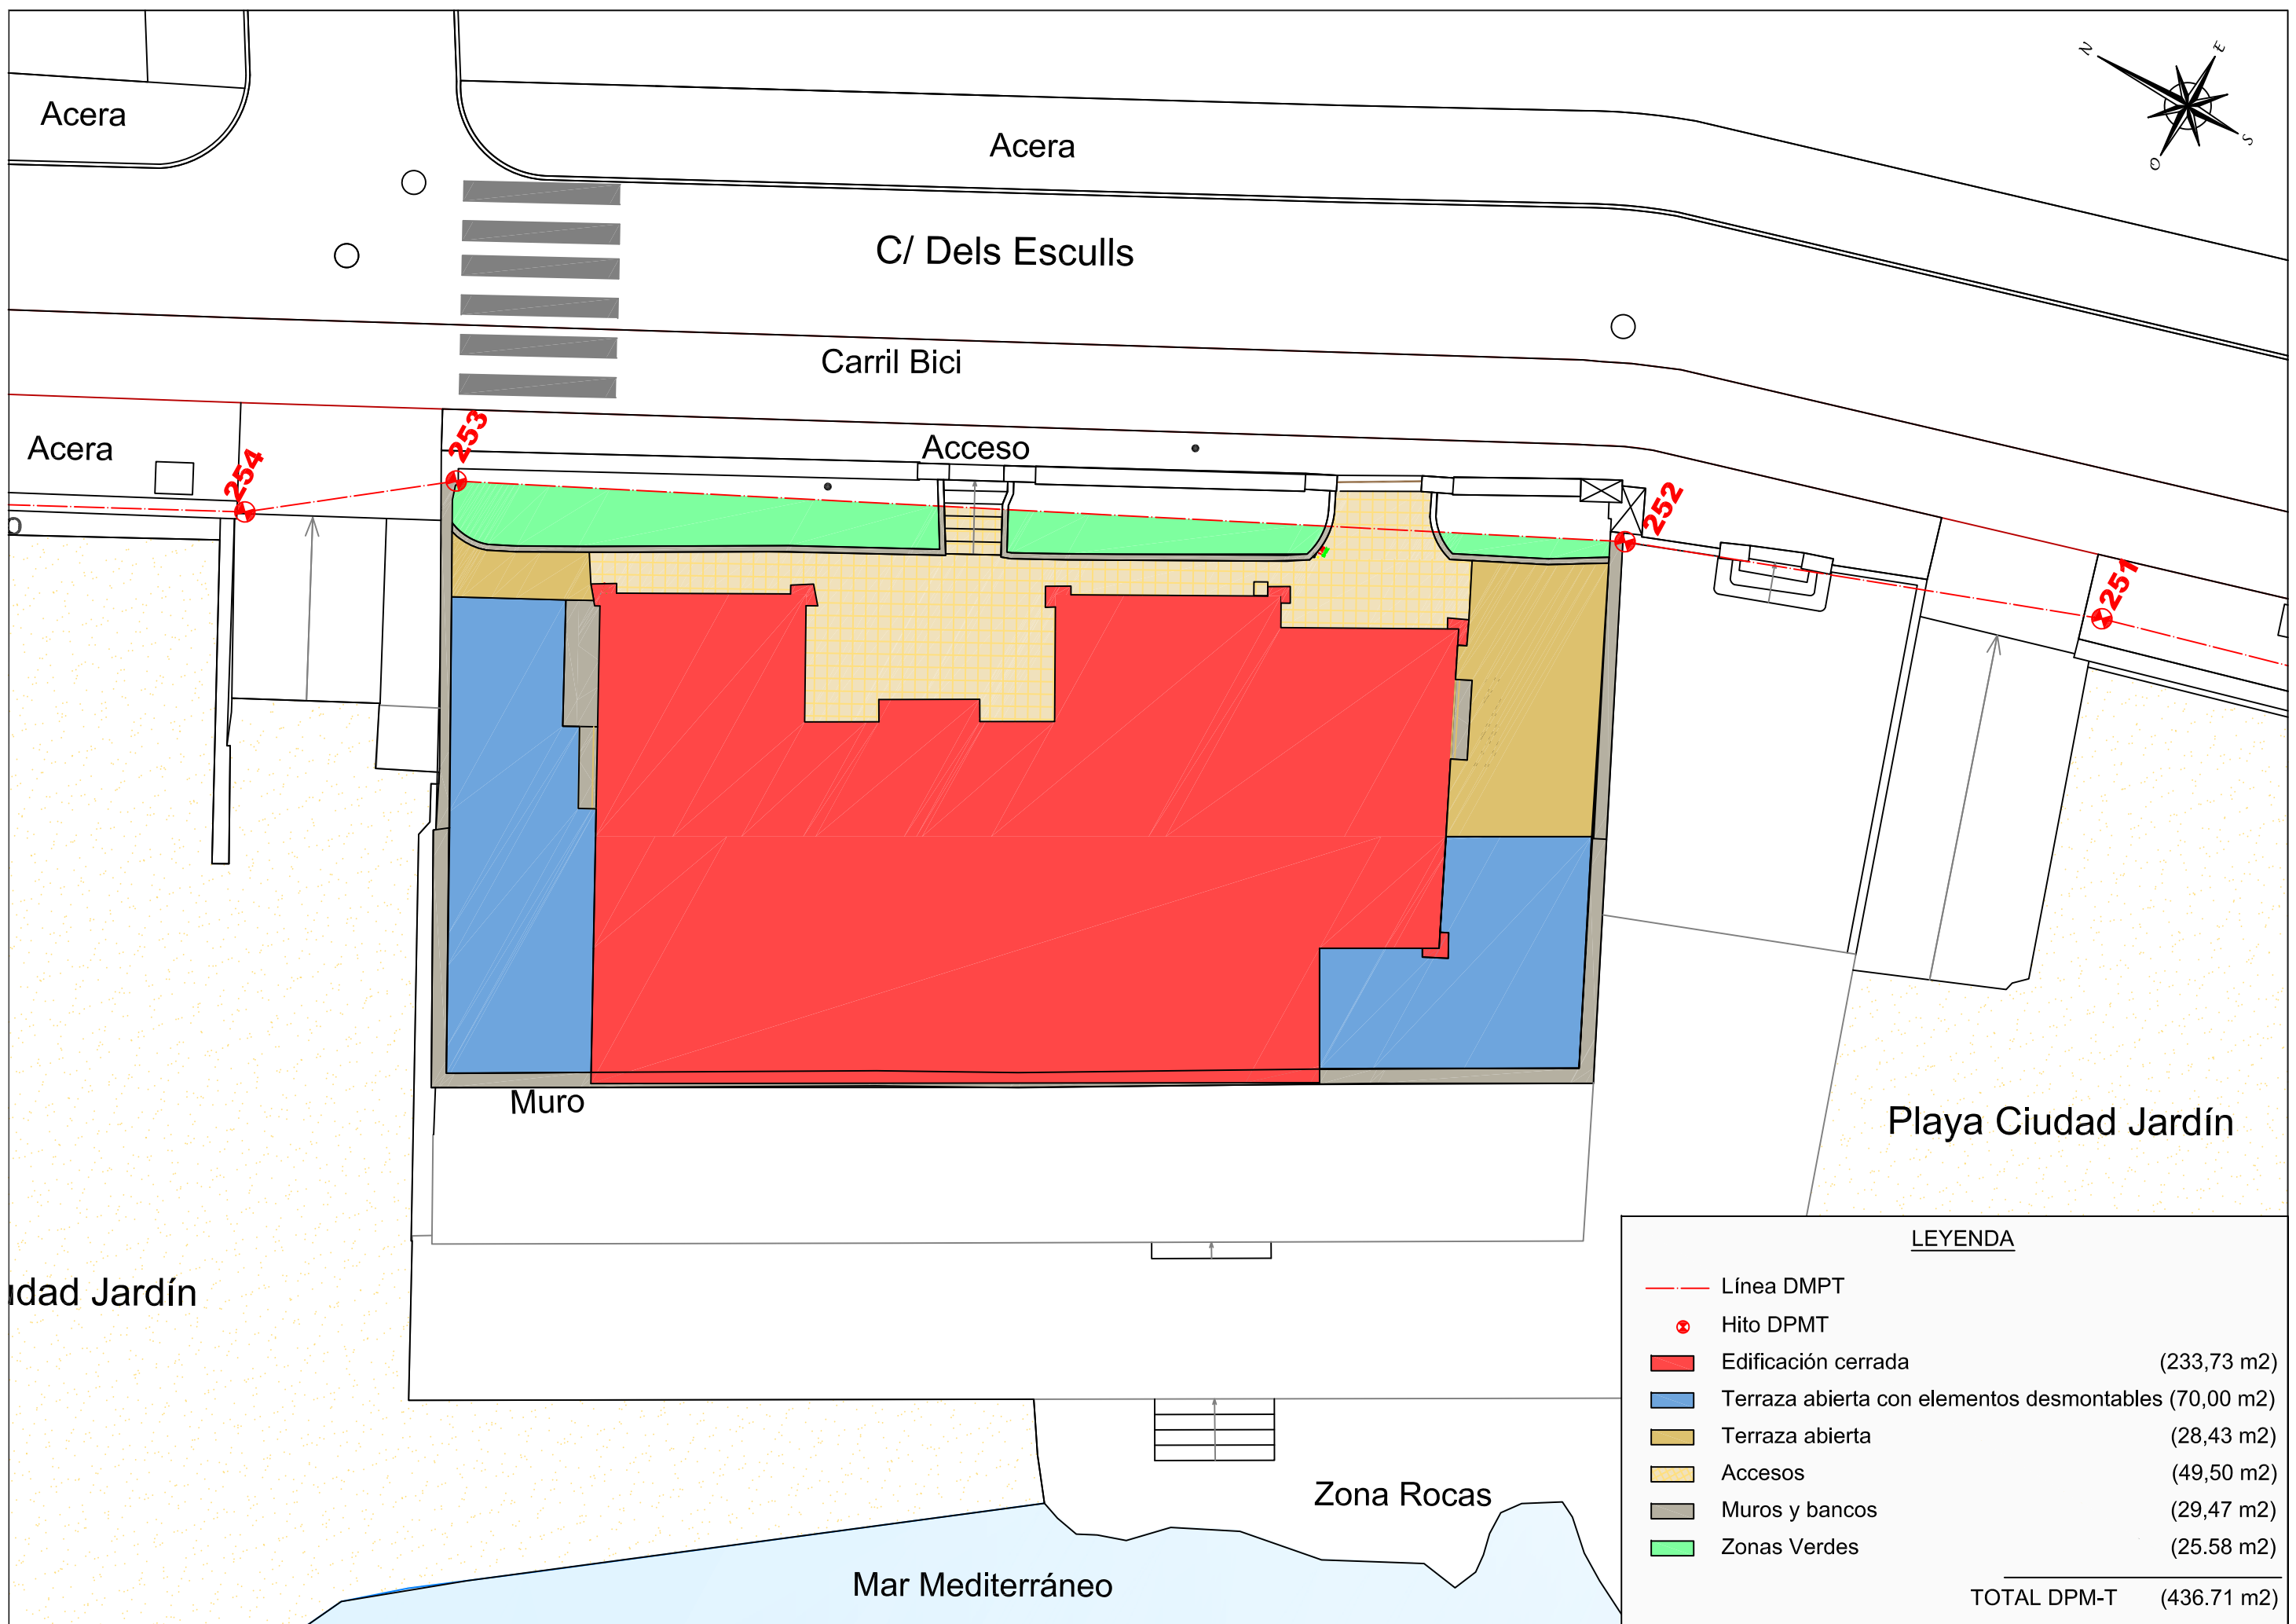 N
E
S
O
Acera
Acera
C/ Dels Esculls
Carril Bici
Acera
Acceso
254
253
252
251
o
Muro
Playa Ciudad Jardín
udad Jardín
Zona Rocas
Mar Mediterráneo
LEYENDA
Línea DMPT
Hito DPMT
Edificación cerrada (233,73 m2)
Terraza abierta con elementos desmontables (70,00 m2)
Terraza abierta (28,43 m2)
Accesos (49,50 m2)
Muros y bancos (29,47 m2)
Zonas Verdes (25.58 m2)
TOTAL DPM-T (436.71 m2)